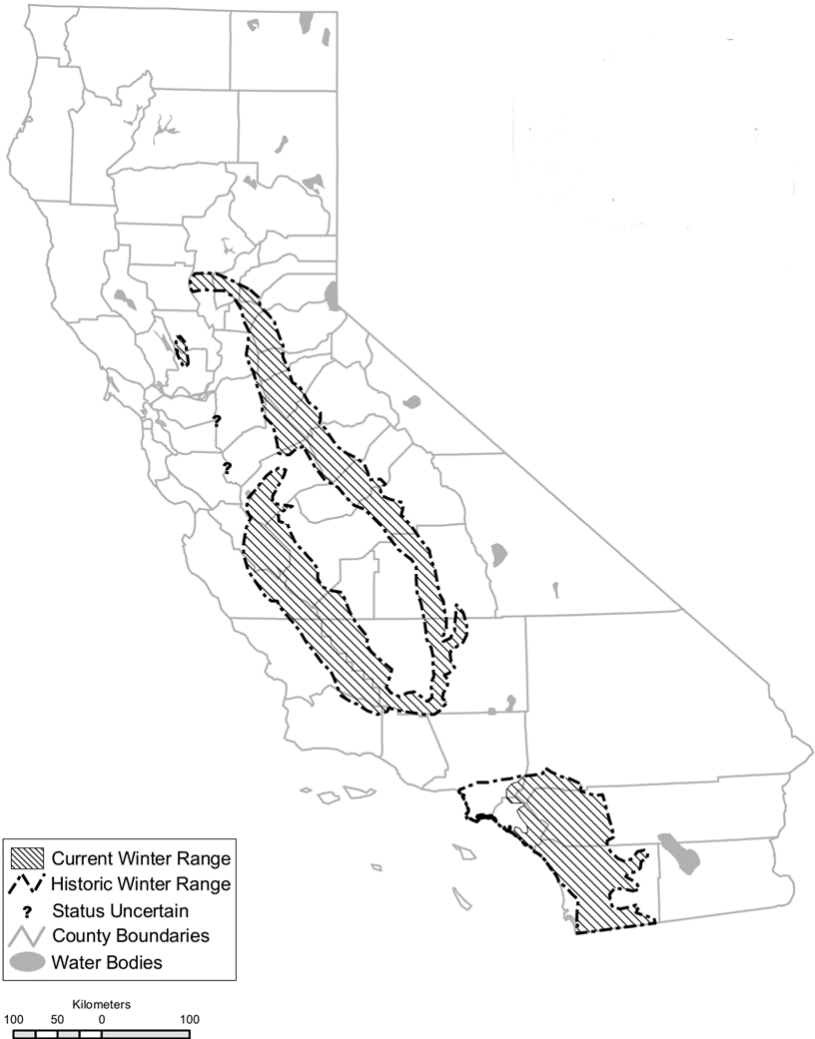 ?
?
Current Winter Range
Historic Winter Range
? Status Uncertain
County Boundaries
Water Bodies
Kilometers
100 50 0 100